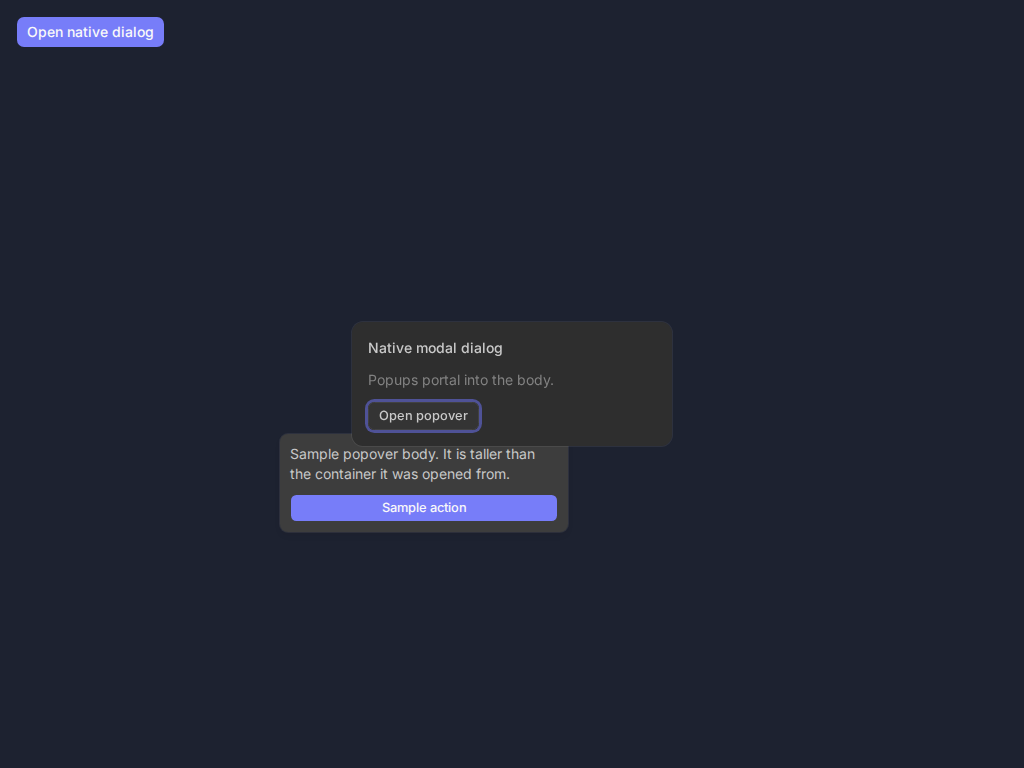 Open native dialog
Native modal dialog
Popups portal into the body.
Open popover
Sample popover body. It is taller than
the container it was opened from.
Sample action